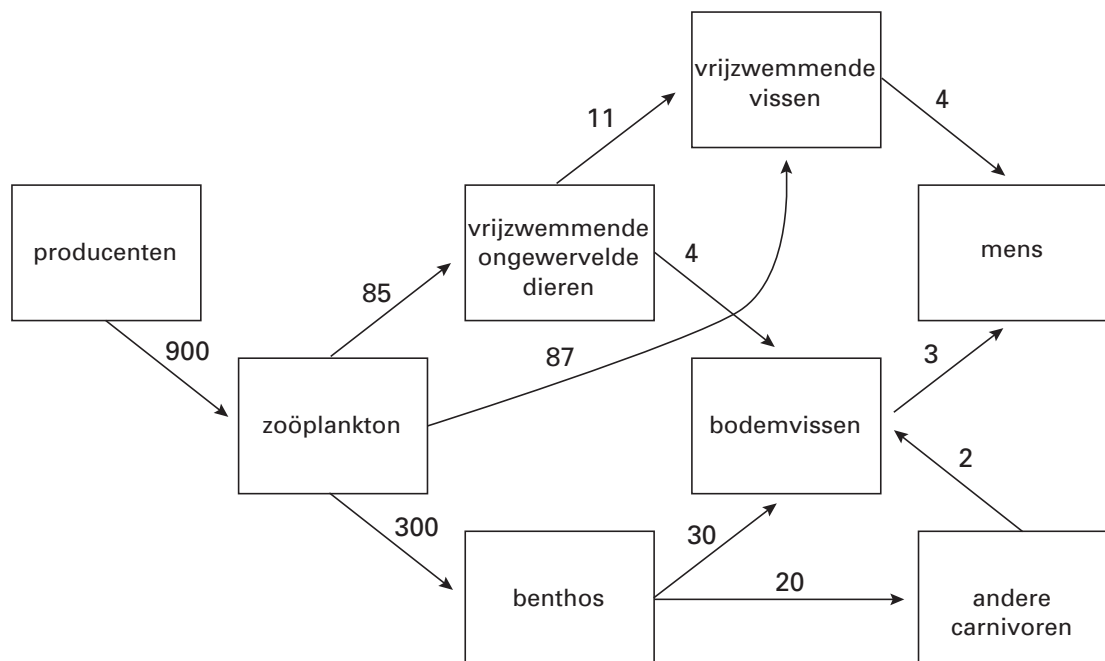 vrijzwemmende
vissen
4
11
producenten
vrijzwemmende
ongewervelde
dieren
mens
4
85
900
87
3
zoöplankton
bodemvissen
2
300
30
benthos
20
andere
carnivoren